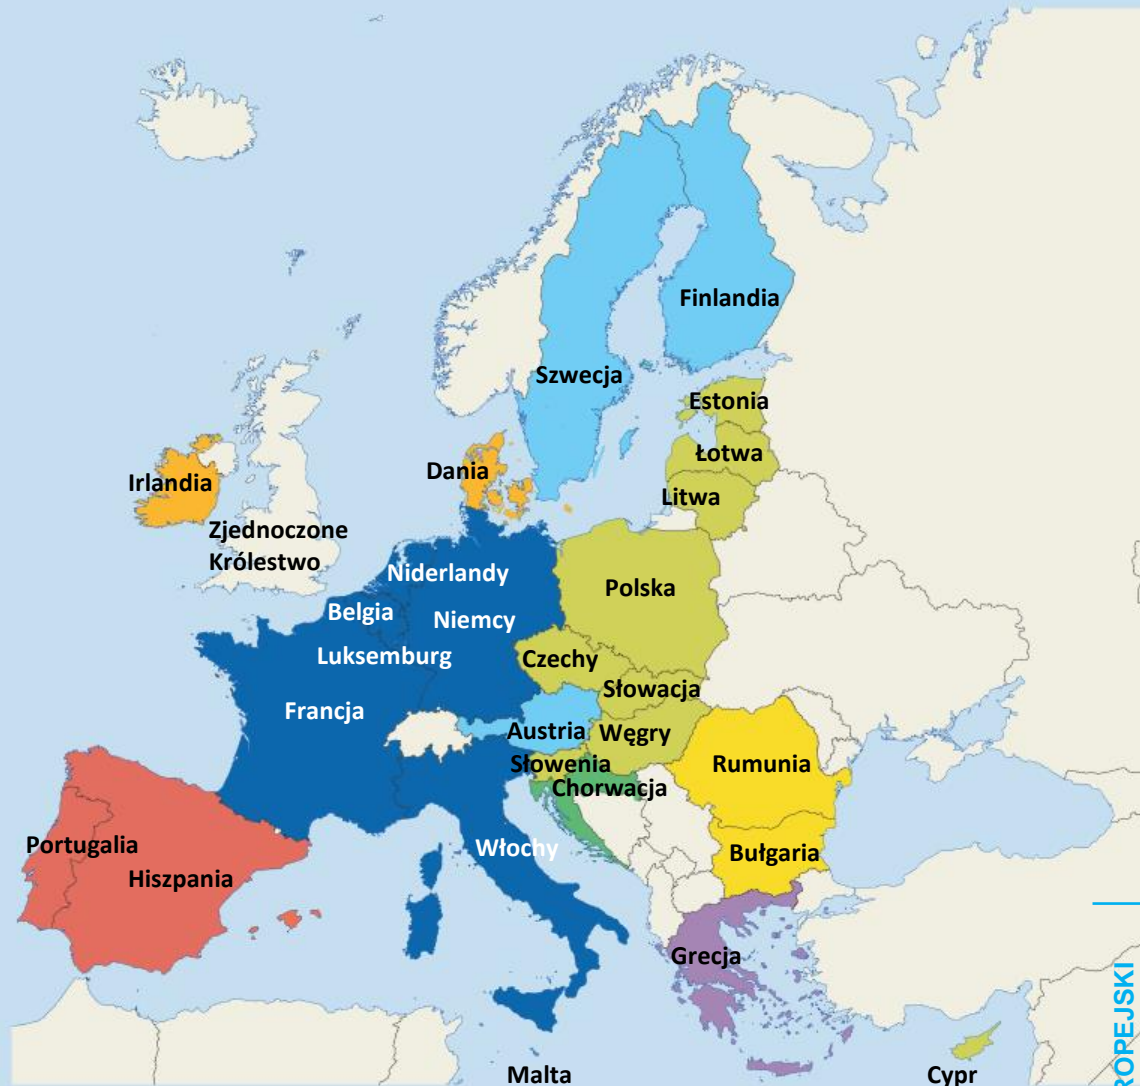 Finlandia
Szwecja
Estonia
Łotwa
Dania
Irlandia
Litwa
Zjednoczone
Królestwo
Niderlandy
Polska
Belgia
Niemcy
Luksemburg
Czechy
Słowacja
Francja
Austria
Węgry
Słowenia
Rumunia
Chorwacja
Portugalia
Włochy
Bułgaria
Hiszpania
Grecja
Malta
Cypr
ROPEJSKI